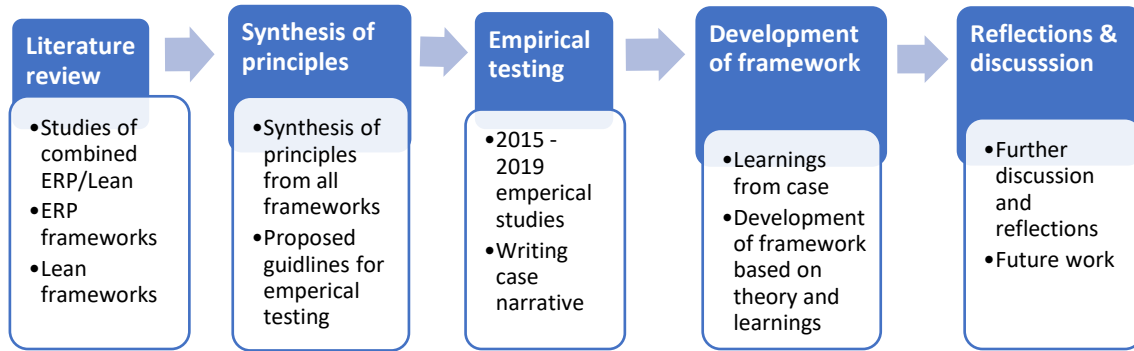 Literature
review
•Studies of
combined
ERP/Lean
•ERP
frameworks
•Lean
frameworks
Synthesis of
principles
•Synthesis of
principles
from all
frameworks
•Proposed
guidlines for
emperical
testing
Empirical
testing
•2015 -
2019
emperical
studies
•Writing
case
narrative
Development
of framework
•Learnings
from case
•Development
of framework
based on
theory and
learnings
Reflections &
discusssion
•Further
discussion
and
reflections
•Future work